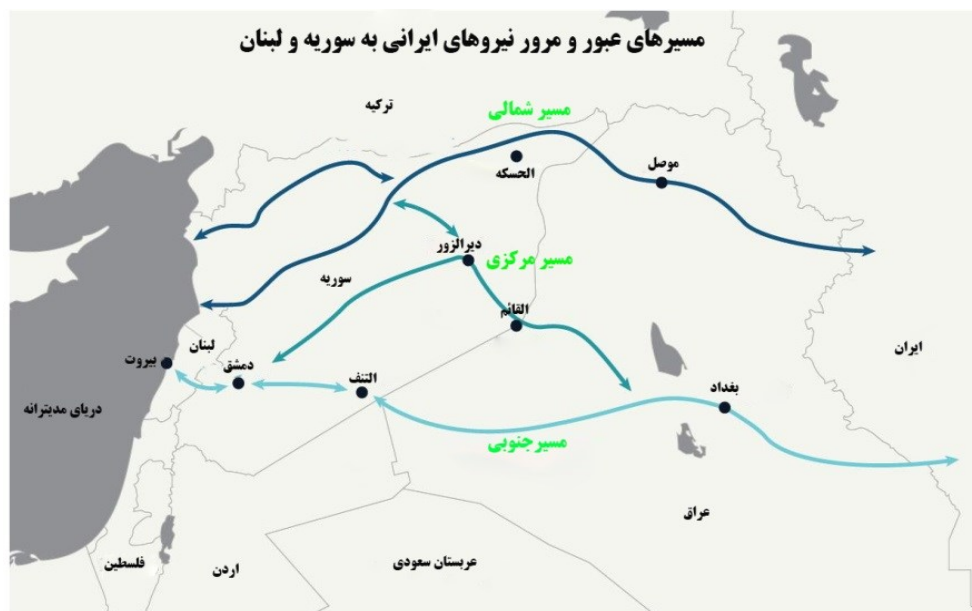 مسیرهای عبور و مرور نیروهای ایرانی به سوریه و لبنان
ترکیه
مسیر شمالی
الحسکه
موصل
دیرالزور
مسیر مرکزی
سوریه
القائم
لبنان
ایران
بیروت
دمشق
التنف
بغداد
دریای مدیترانه
مسیرجنوبی
عراق
فلسطین
اردن
عربستان سعودی